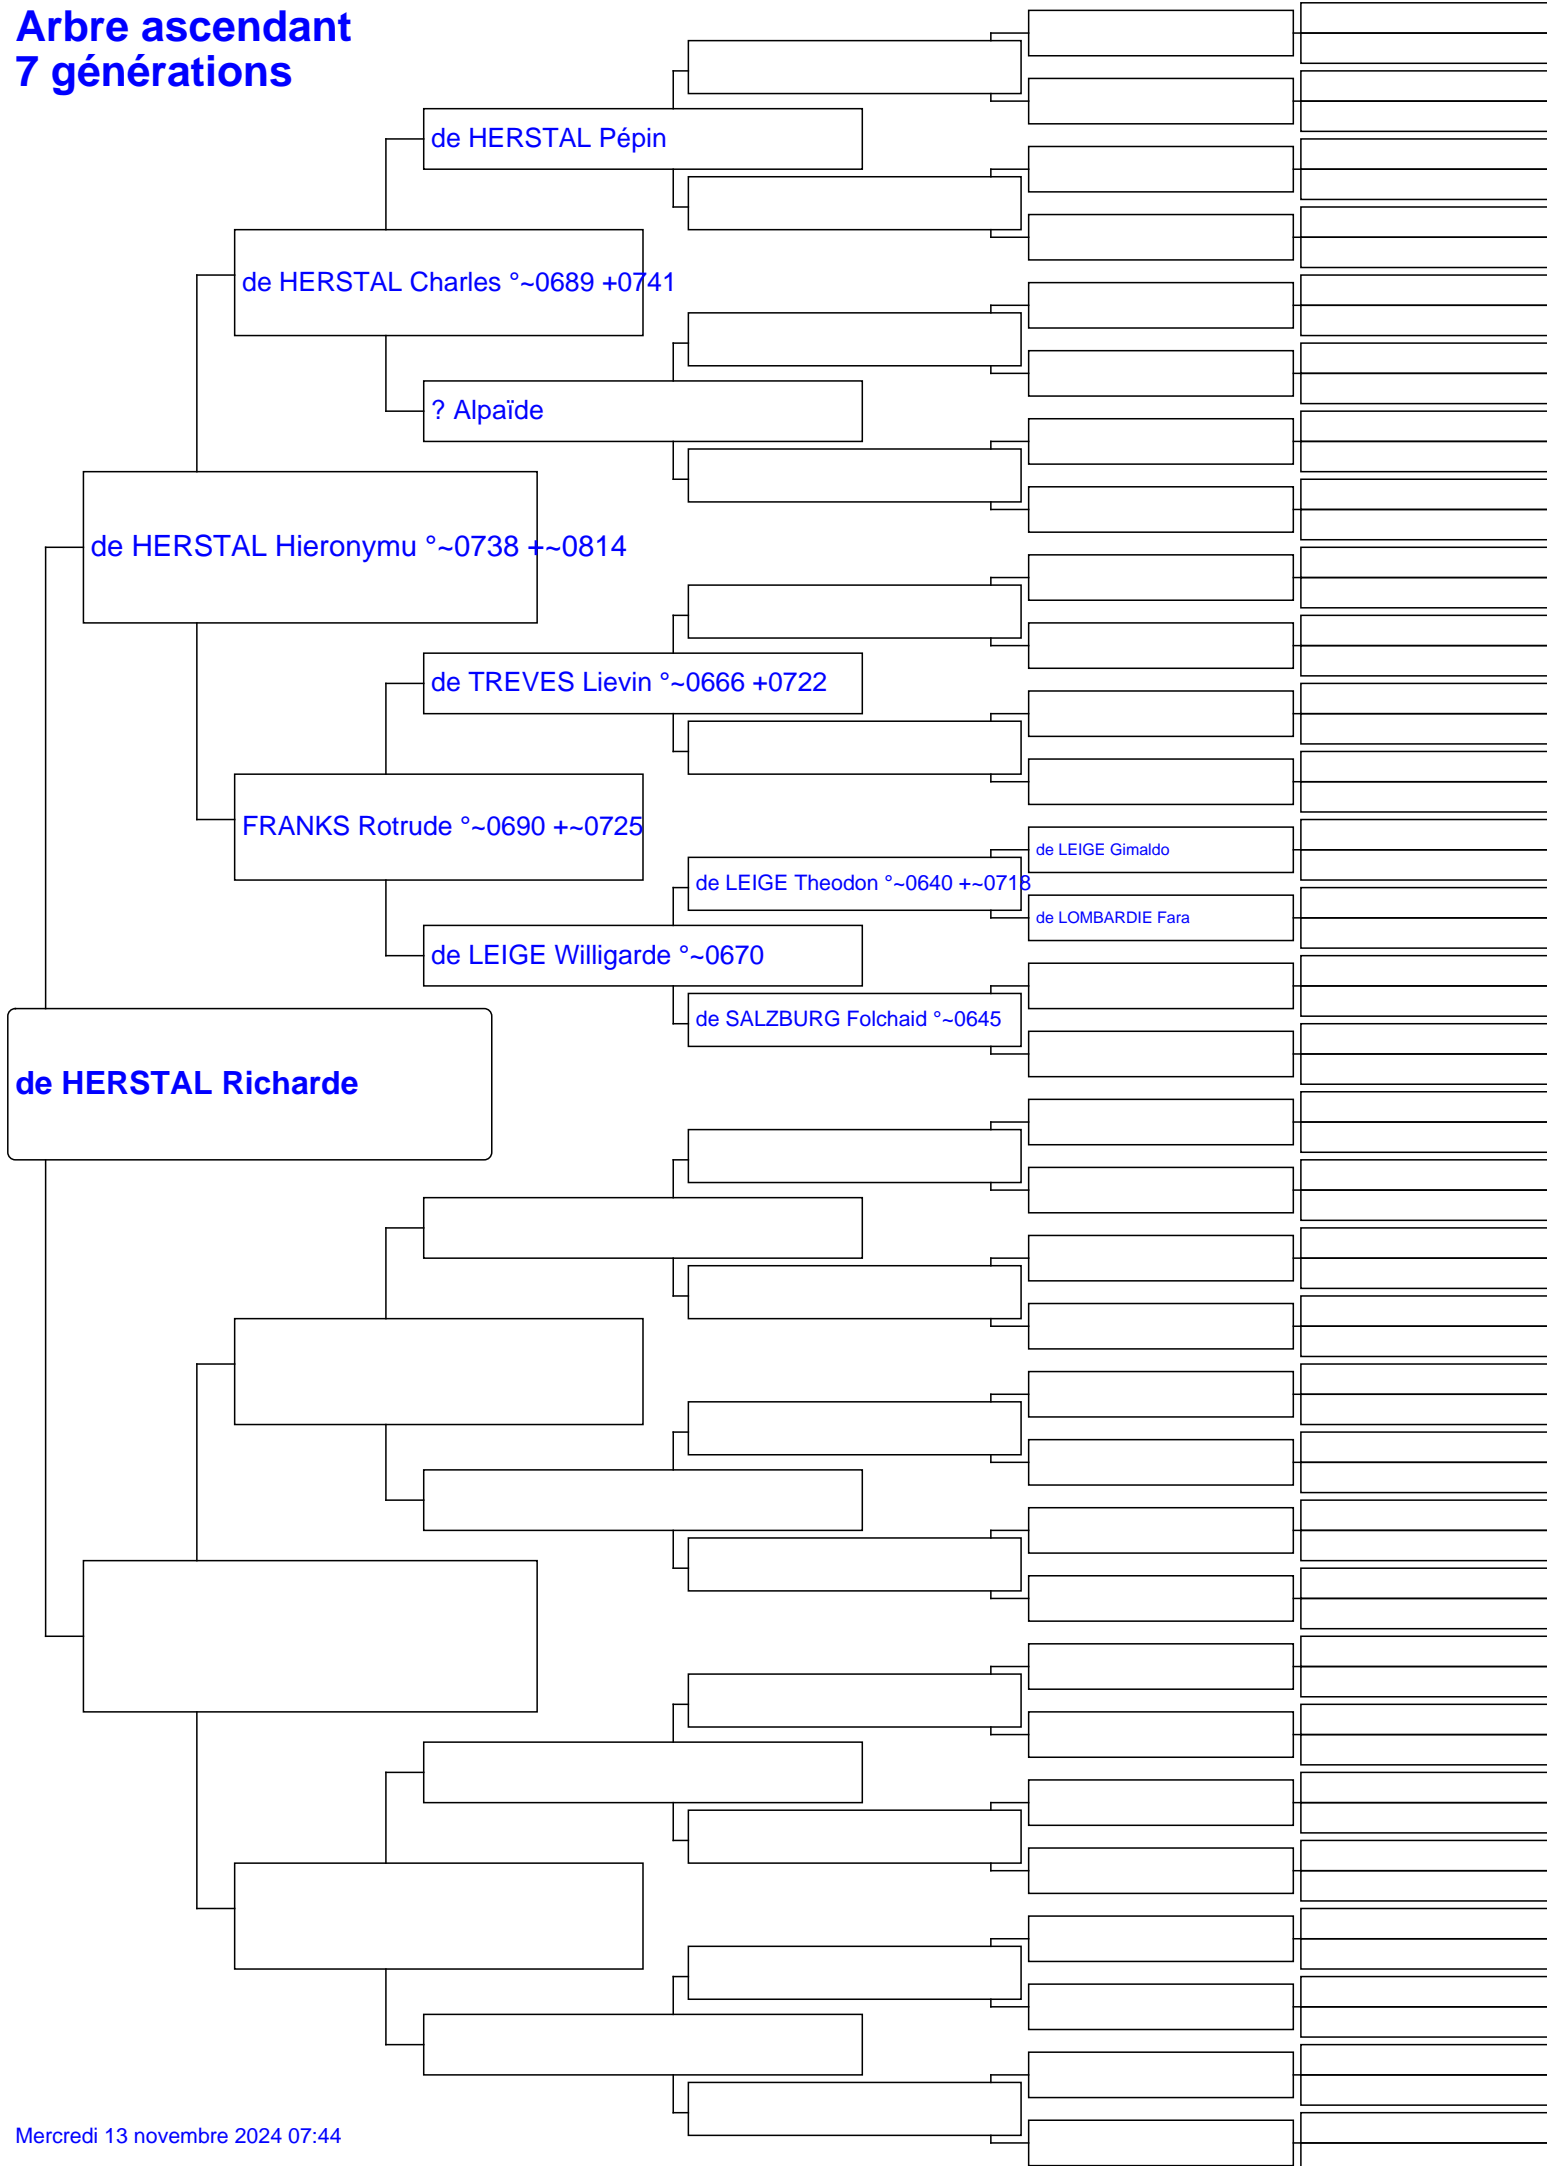 Arbre ascendant
7 générations
de HERSTAL Pépin
de HERSTAL Charles °~0689 +0741
? Alpaïde
de HERSTAL Hieronymu °~0738 +~0814
de TREVES Lievin °~0666 +0722
FRANKS Rotrude °~0690 +~0725
de LEIGE Gimaldo
de LEIGE Theodon °~0640 +~0718
de LOMBARDIE Fara
de LEIGE Willigarde °~0670
de SALZBURG Folchaid °~0645
de HERSTAL Richarde
Mercredi 13 novembre 2024 07:44